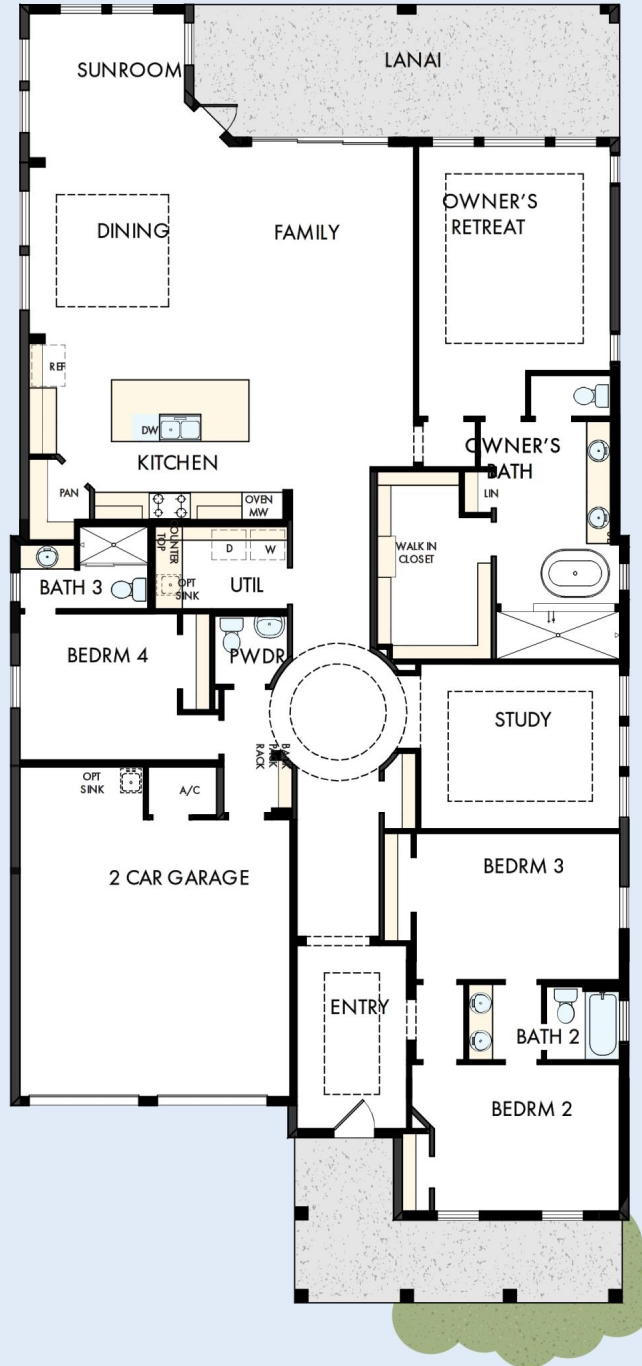 SUNROOM
LANAI
DINING
FAMILY
OWNER'S
RETREAT
REF
DW
KITCHEN
OWNER'S
BATH
PAN
OVEN
MW
LIN
WALK IN
CLOSET
COUNTER
TOP
D
W
BATH 3
OPT
SINK
UTIL
BEDRM 4
PWDR
STUDY
BACK
PACK
RACK
OPT
SINK
A/C
2 CAR GARAGE
BEDRM 3
ENTRY
BATH 2
BEDRM 2